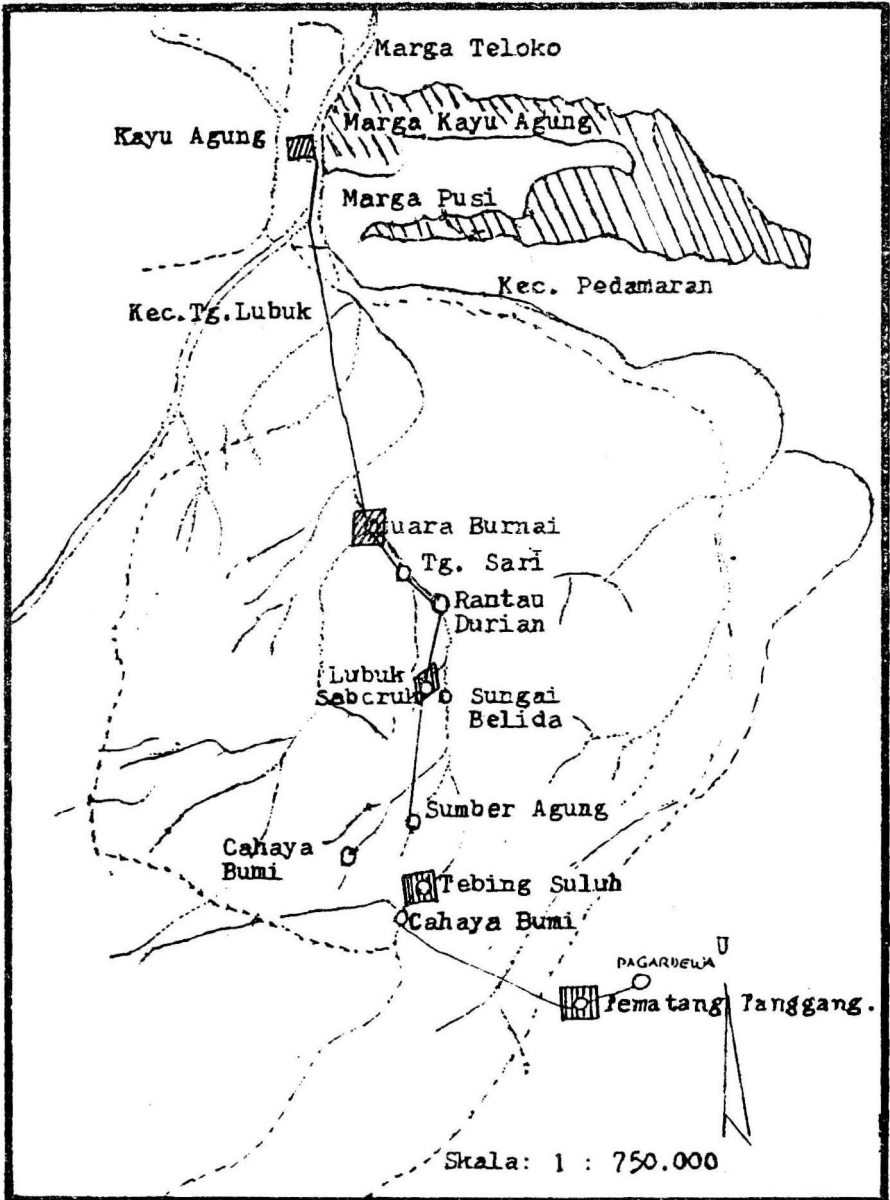 Marga Teloko
Kayu Agung
Marga Kayu Agung
Marga Pusi
Kec. Pedamaran
Kec.Tg.Lubuk
uara Burnai
Tg. Sari
Rantau
Durian
Lubuk
Seberuk
Sungai
Belida
Sumber Agung
Cahaya
Bumi
Tebing Suluh
Cahaya Bumi
PAGARDEWA
U
Pematang Panggang.
Skala: 1 : 750.000